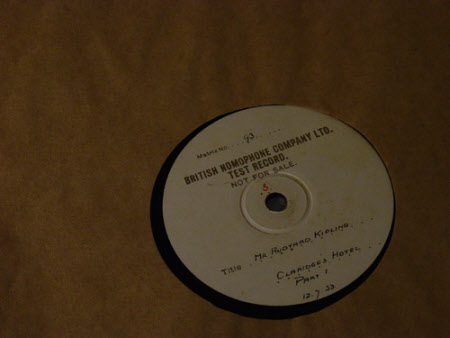 Matrix No. ...93.....
BRITISH HOMOPHONE COMPANY LTD.
TEST RECORD.
NOT FOR SALE.
5
Title ..MR RUDYARD KIPLING....
CLARIDGES HOTEL
PART 1
12.7.33